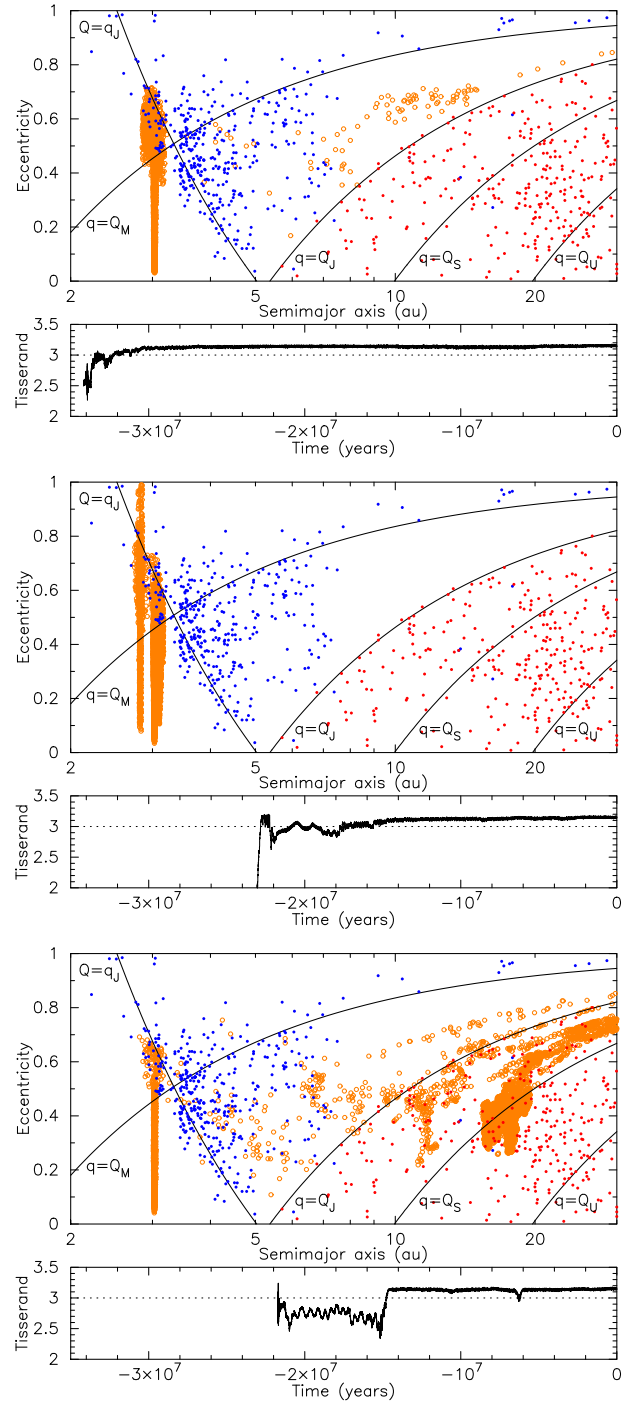 1
Q=q_J
0.8
0.6
Eccentricity
0.4
0.2
q=Q_M
q=Q_J
q=Q_S
q=Q_U
0
2
5
10
20
Semimajor axis (au)
3.5
3
Tisserand
2.5
2
−3×10^7
−2×10^7
−10^7
0
Time (years)
1
Q=q_J
0.8
0.6
Eccentricity
0.4
0.2
q=Q_M
q=Q_J
q=Q_S
q=Q_U
0
2
5
10
20
Semimajor axis (au)
3.5
3
Tisserand
2.5
2
−3×10^7
−2×10^7
−10^7
0
Time (years)
1
Q=q_J
0.8
0.6
Eccentricity
0.4
0.2
q=Q_M
q=Q_J
q=Q_S
q=Q_U
0
2
5
10
20
Semimajor axis (au)
3.5
3
Tisserand
2.5
2
−3×10^7
−2×10^7
−10^7
0
Time (years)